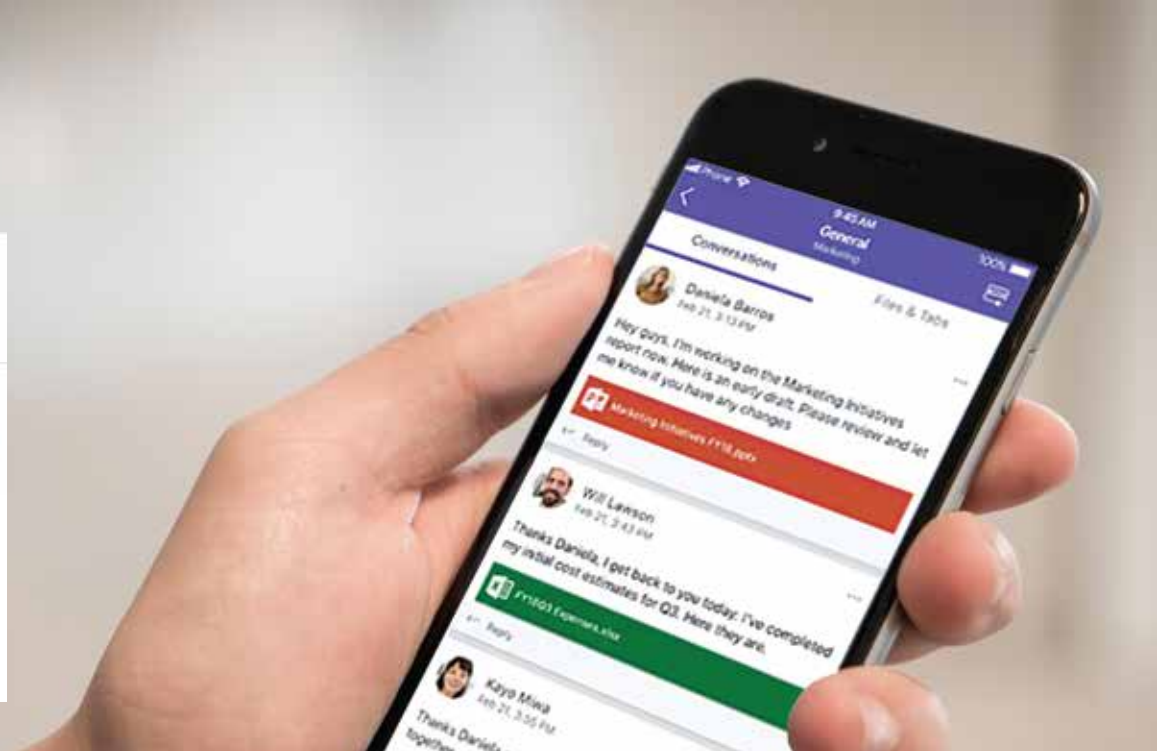 Phone
9:45 AM
100%
General
Marketing
Conversations
Files & Tabs
Daniela Barros
Feb 21, 3:13 PM
Hey guys, I'm working on the Marketing Initiatives
report now. Here is an early draft. Please review and let
me know if you have any changes
Marketing Initiatives FY18.pptx
Reply
Will Lawson
Feb 21, 3:43 PM
Thanks Daniela, I get back to you today. I've completed
my initial cost estimates for Q3. Here they are.
FY18Q3 Expenses.xlsx
Reply
Kayo Miwa
Feb 21, 3:55 PM
Thanks Daniela
together